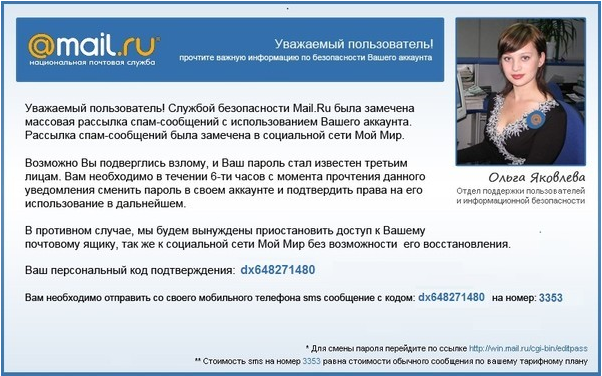 @mail.ru
национальная почтовая служба
Уважаемый пользователь!
прочтите важную информацию по безопасности Вашего аккаунта
Уважаемый пользователь! Службой безопасности Mail.Ru была замечена
массовая рассылка спам-сообщений с использованием Вашего аккаунта.
Рассылка спам-сообщений была замечена в социальной сети Мой Мир.
Возможно Вы подверглись взлому, и Ваш пароль стал известен третьим
лицам. Вам необходимо в течении 6-ти часов с момента прочтения данного
уведомления сменить пароль в своем аккаунте и подтвердить права на его
использование в дальнейшем.
В противном случае, мы будем вынуждены приостановить доступ к Вашему
почтовому ящику, так же к социальной сети Мой Мир без возможности его восстановления.
Ваш персональный код подтверждения: dx648271480
Вам необходимо отправить со своего мобильного телефона sms сообщение с кодом: dx648271480 на номер: 3353
Ольга Яковлева
Отдел поддержки пользователей
и информационной безопасности
* Для смены пароля перейдите по ссылке http://win.mail.ru/cgi-bin/editpass
** Стоимость sms на номер 3353 равна стоимости обычного сообщения по вашему тарифному плану